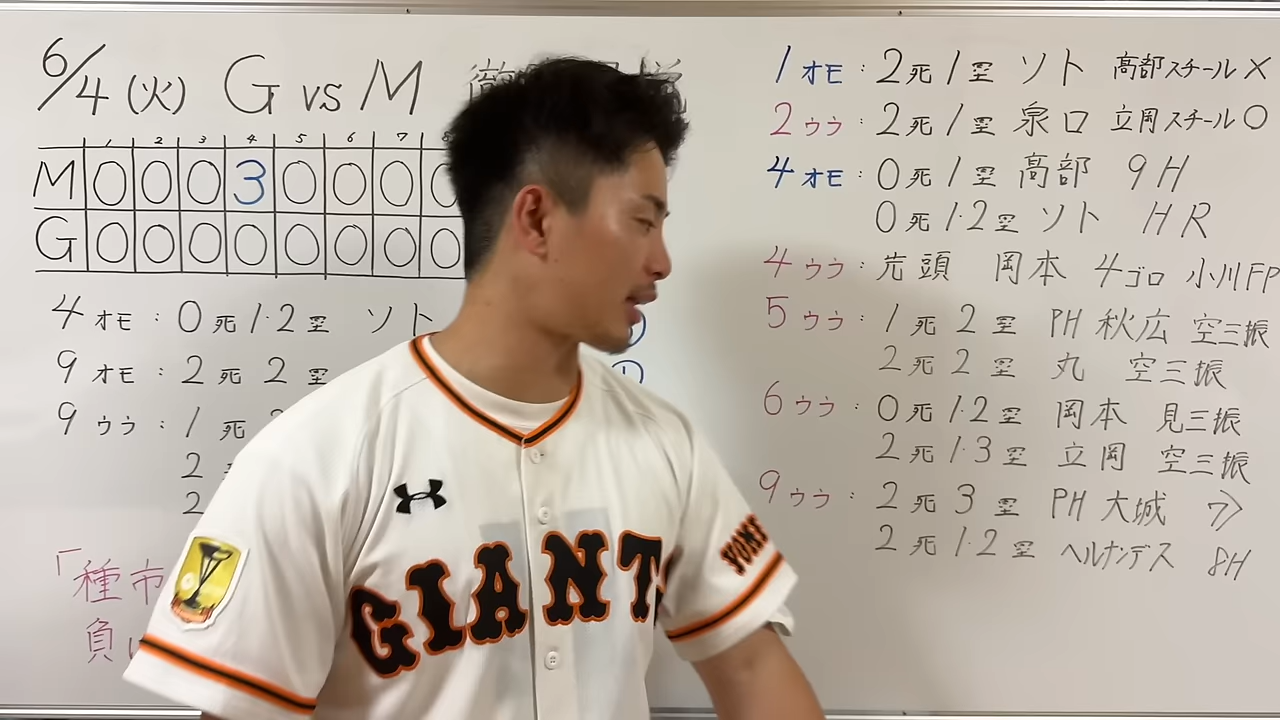 6/4 (火) G vs M 徹
1 2 3 4 5 6 7
M 0 0 0 3 0 0 0 0
G 0 0 0 0 0 0 0 0
4オモ:0死1·2塁 ソト
9オモ:2死2塁
9ウラ:1死
2
2
「種市
負
1オモ:2死1塁 ソト 髙部スチール×
2ウラ:2死1塁 泉口 立岡スチール○
4オモ:0死1塁 髙部 9H
0死1·2塁 ソト HR
4ウラ:先頭 岡本 4ゴロ 小川FP
5ウラ:1死2塁 PH 秋広 空三振
2死2塁 丸 空三振
6ウラ:0死1·2塁 岡本 見三振
2死1·3塁 立岡 空三振
9ウラ:2死3塁 PH 大城
2死1·2塁 ヘルナンデス 8H
GIANTS
YOMI